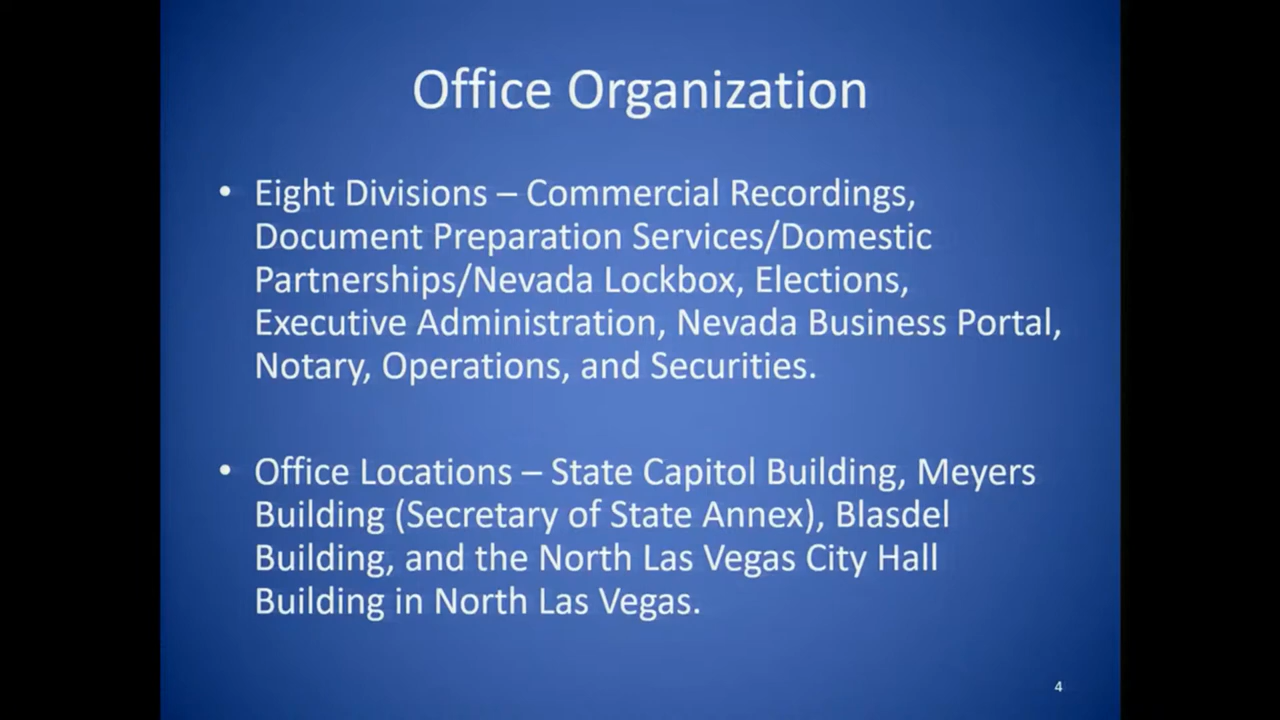 Office Organization
• Eight Divisions – Commercial Recordings,
Document Preparation Services/Domestic
Partnerships/Nevada Lockbox, Elections,
Executive Administration, Nevada Business Portal,
Notary, Operations, and Securities.
• Office Locations – State Capitol Building, Meyers
Building (Secretary of State Annex), Blasdel
Building, and the North Las Vegas City Hall
Building in North Las Vegas.
4